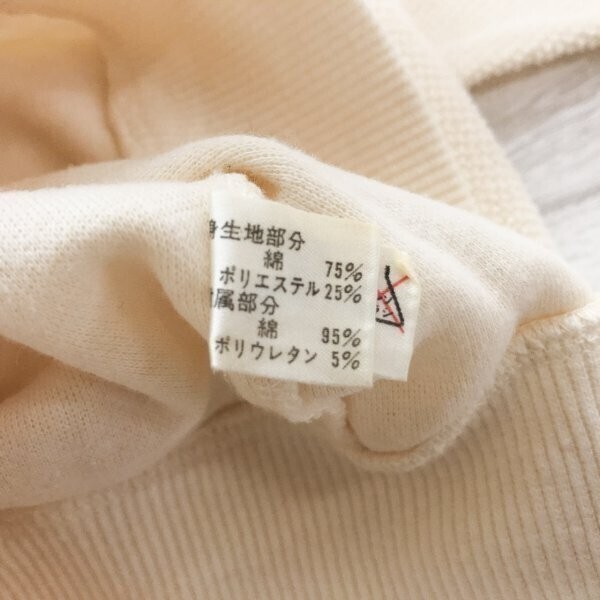 身生地部分
綿 75%
ポリエステル 25%
付属部分
綿 95%
ポリウレタン 5%